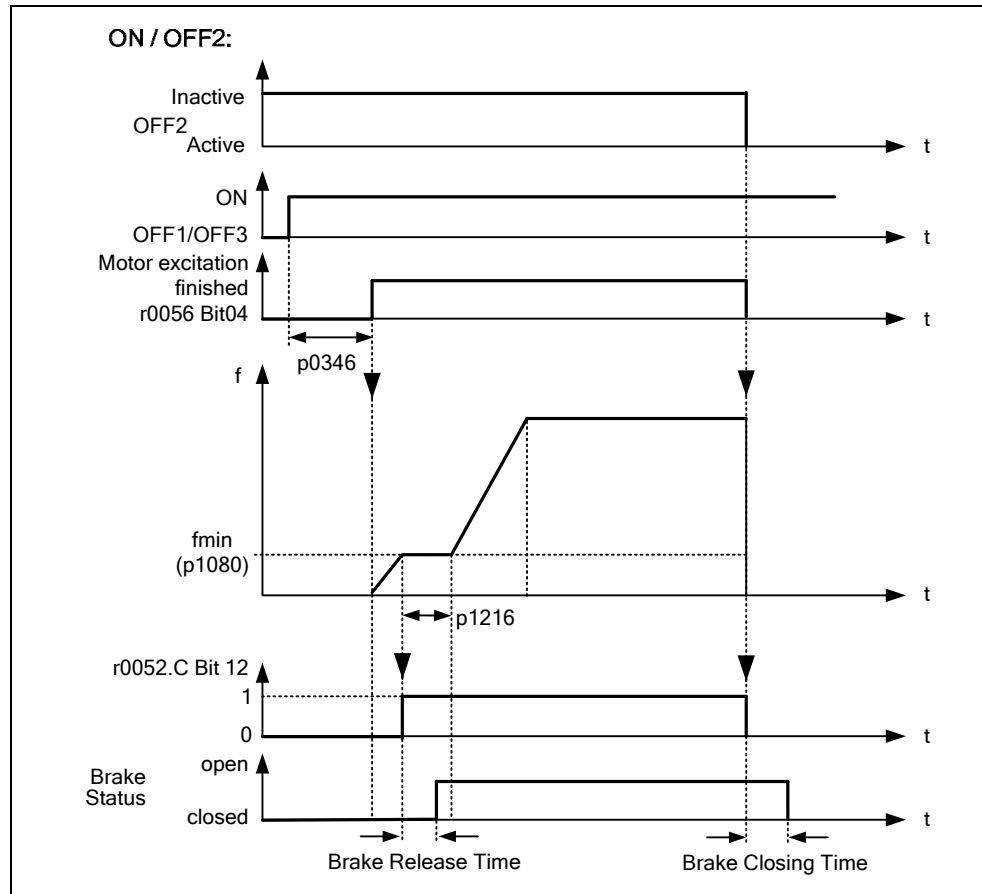 ON / OFF2:
Inactive
OFF2
Active
t
ON
OFF1/OFF3
t
Motor excitation
finished
r0056 Bit04
t
p0346
f
fmin
(p1080)
t
p1216
r0052.C Bit 12
1
0
t
open
Brake
Status
closed
t
Brake Release Time
Brake Closing Time